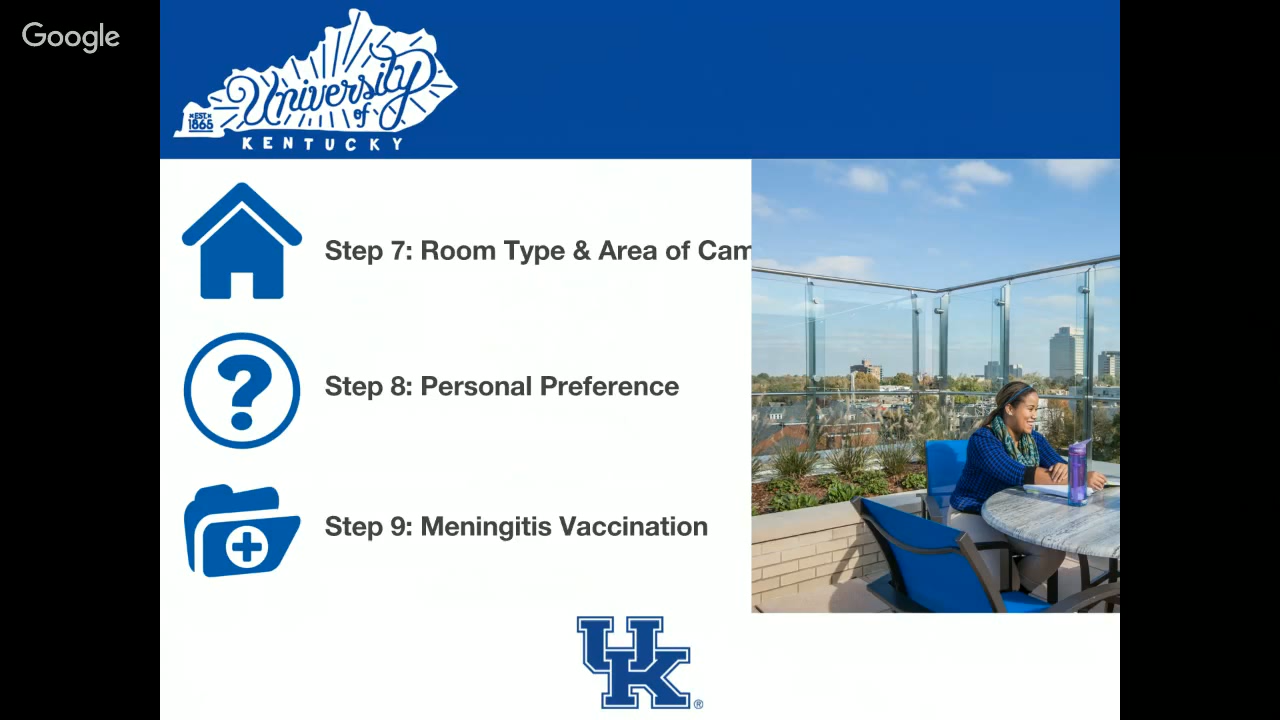 Google
University
of
EST.
1865
KENTUCKY
Step 7: Room Type & Area of Cam
Step 8: Personal Preference
Step 9: Meningitis Vaccination
UK®